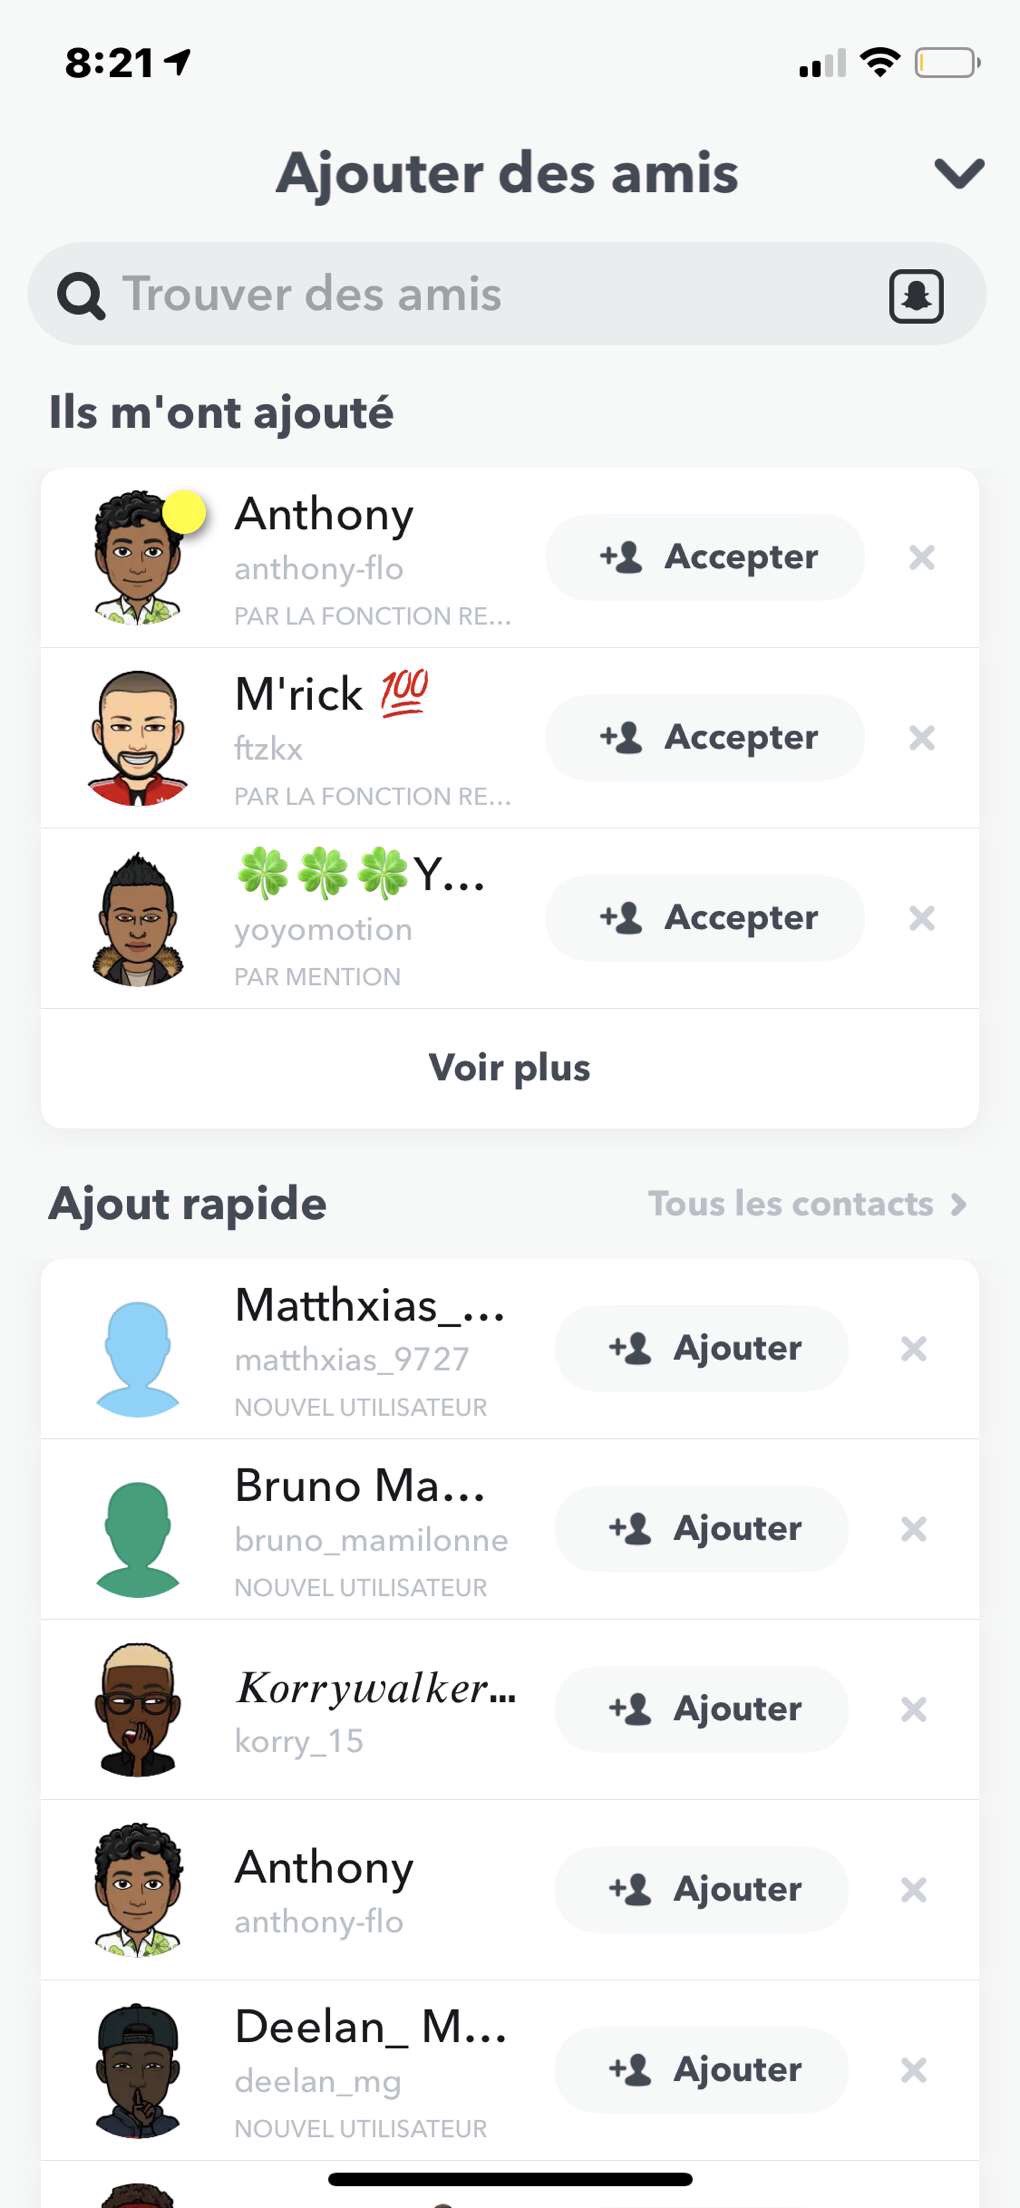 8:21
Ajouter des amis
Trouver des amis
Ils m'ont ajouté
Anthony
anthony-flo
PAR LA FONCTION RE...
Accepter
M'rick 💯
ftzkx
PAR LA FONCTION RE...
Accepter
🍀🍀🍀Y...
yoyomotion
PAR MENTION
Accepter
Voir plus
Ajout rapide
Tous les contacts
Matthxias_...
matthxias_9727
NOUVEL UTILISATEUR
Ajouter
Bruno Ma...
bruno_mamilonne
NOUVEL UTILISATEUR
Ajouter
𝐾𝑜𝑟𝑟𝑦𝑤𝑎𝑙𝑘𝑒𝑟...
korry_15
Ajouter
Anthony
anthony-flo
Ajouter
Deelan_ M...
deelan_mg
NOUVEL UTILISATEUR
Ajouter